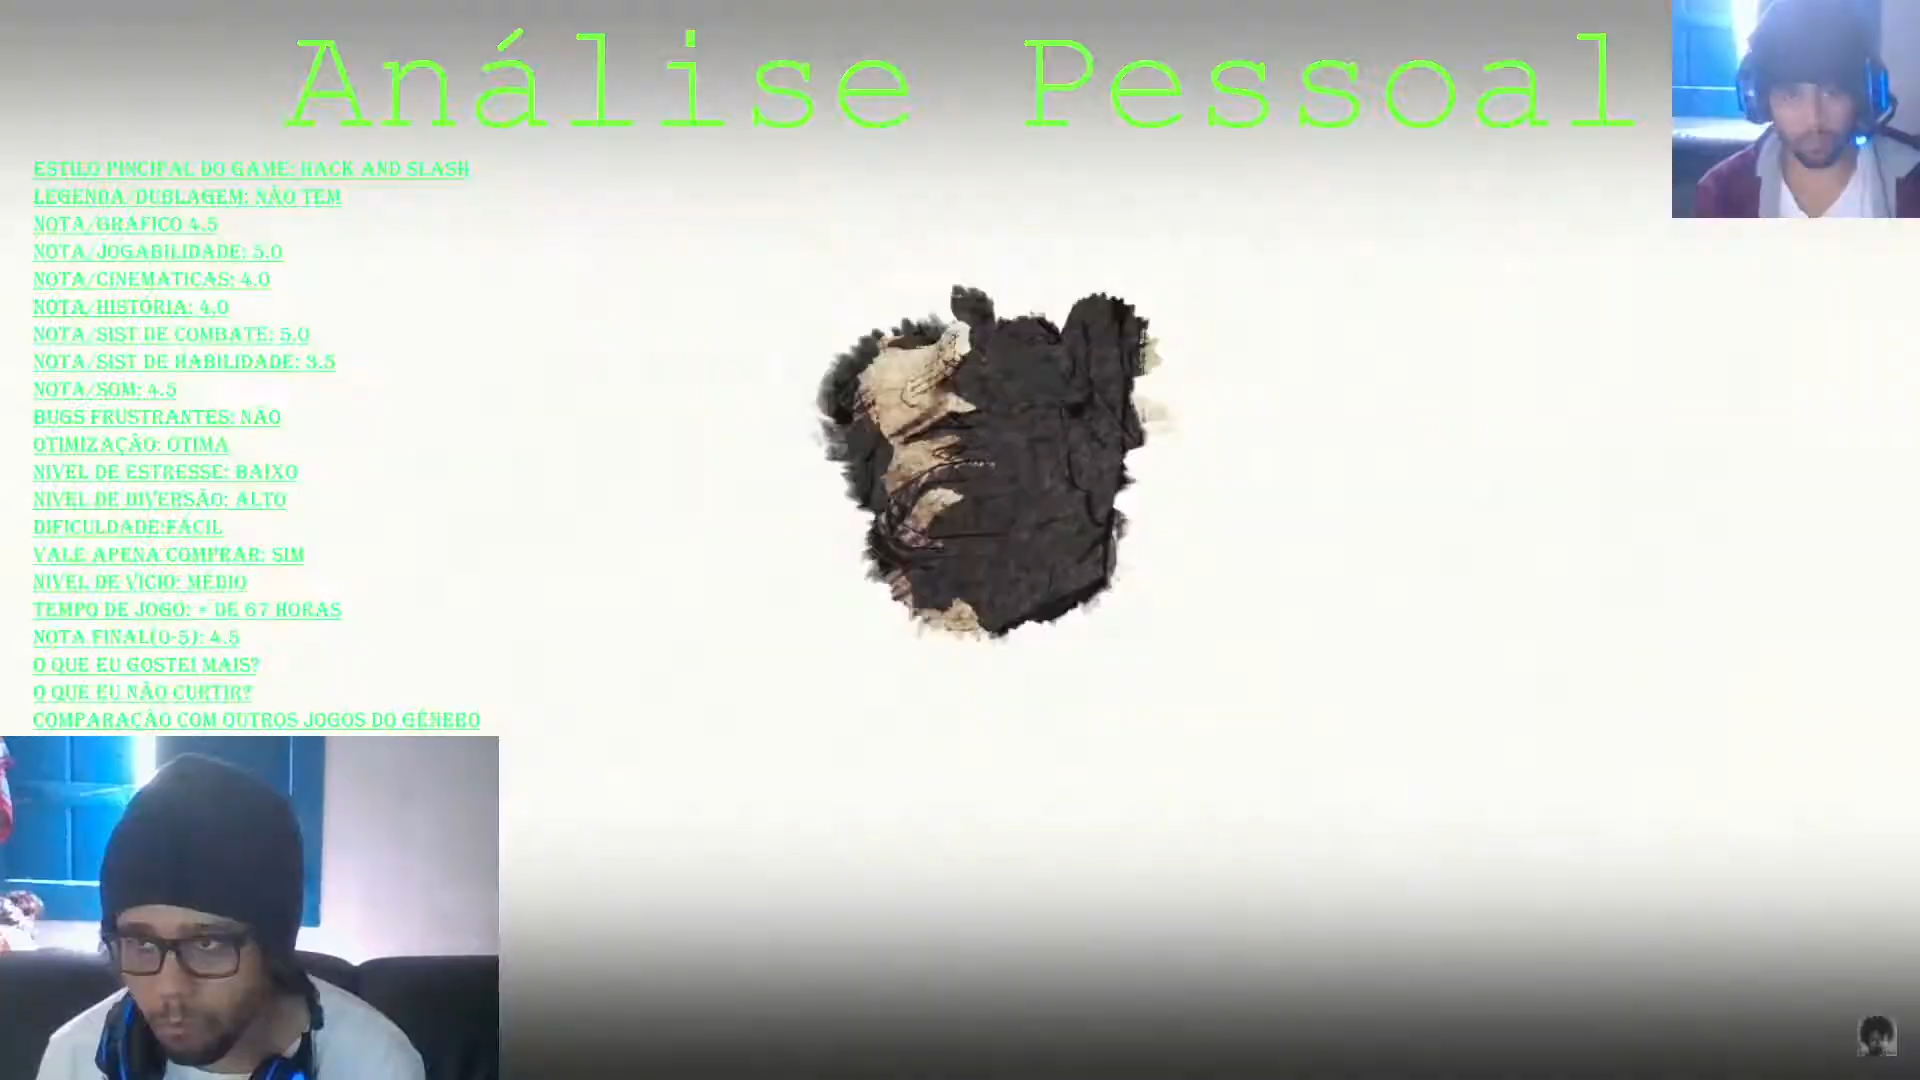 Análise Pessoal
ESTILO PINCIPAL DO GAME: HACK AND SLASH
LEGENDA/DUBLAGEM: NÃO TEM
NOTA/GRÁFICO 4.5
NOTA/JOGABILIDADE: 5.0
NOTA/CINEMÁTICAS: 4.0
NOTA/HISTÓRIA: 4.0
NOTA/SIST DE COMBATE: 5.0
NOTA/SIST DE HABILIDADE: 3.5
NOTA/SOM: 4.5
BUGS FRUSTRANTES: NÃO
OTIMIZAÇÃO: ÓTIMA
NIVEL DE ESTRESSE: BAIXO
NIVEL DE DIVERSÃO: ALTO
DIFICULDADE:FÁCIL
VALE APENA COMPRAR: SIM
NIVEL DE VÍCIO: MÉDIO
TEMPO DE JOGO: + DE 67 HORAS
NOTA FINAL(0-5): 4.5
O QUE EU GOSTEI MAIS?
O QUE EU NÃO CURTIR?
COMPARAÇÃO COM OUTROS JOGOS DO GÊNERO